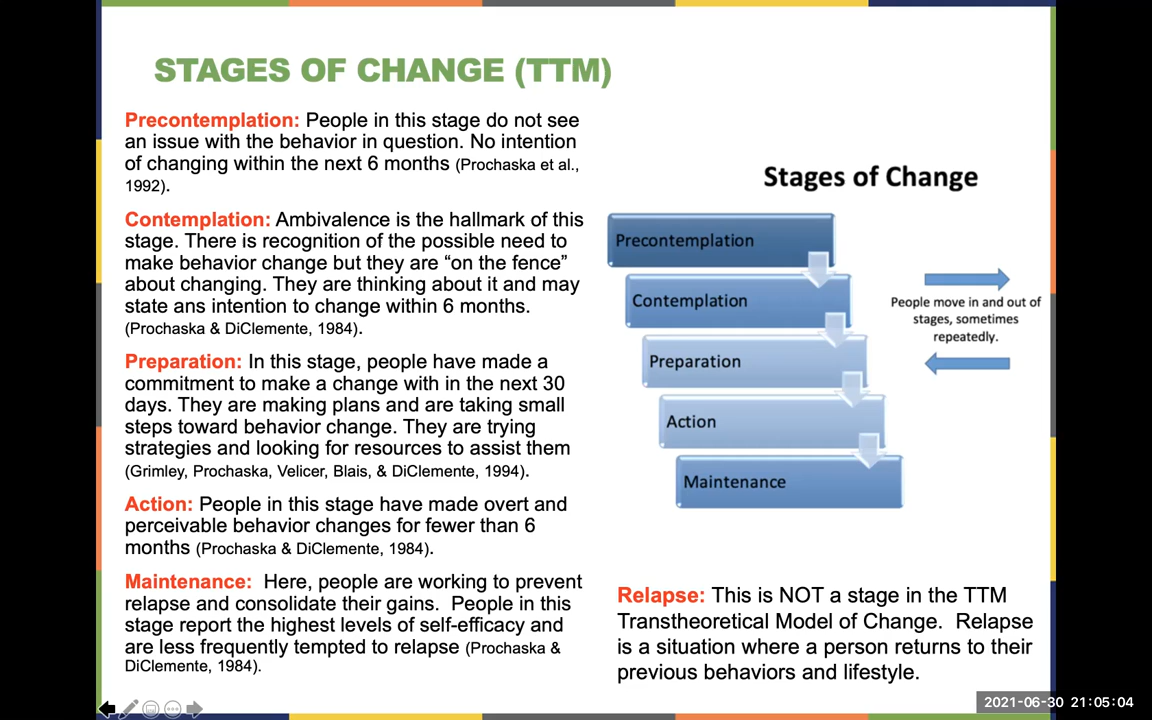 STAGES OF CHANGE (TTM)
Precontemplation: People in this stage do not see
an issue with the behavior in question. No intention
of changing within the next 6 months (Prochaska et al.,
1992).
Contemplation: Ambivalence is the hallmark of this
stage. There is recognition of the possible need to
make behavior change but they are “on the fence”
about changing. They are thinking about it and may
state ans intention to change within 6 months.
(Prochaska & DiClemente, 1984).
Preparation: In this stage, people have made a
commitment to make a change with in the next 30
days. They are making plans and are taking small
steps toward behavior change. They are trying
strategies and looking for resources to assist them
(Grimley, Prochaska, Velicer, Blais, & DiClemente, 1994).
Action: People in this stage have made overt and
perceivable behavior changes for fewer than 6
months (Prochaska & DiClemente, 1984).
Maintenance: Here, people are working to prevent
relapse and consolidate their gains. People in this
stage report the highest levels of self-efficacy and
are less frequently tempted to relapse (Prochaska &
DiClemente, 1984).
Stages of Change
Precontemplation
Contemplation
Preparation
Action
Maintenance
People move in and out of
stages, sometimes
repeatedly.
Relapse: This is NOT a stage in the TTM
Transtheoretical Model of Change. Relapse
is a situation where a person returns to their
previous behaviors and lifestyle.
2021-06-30 21:05:04